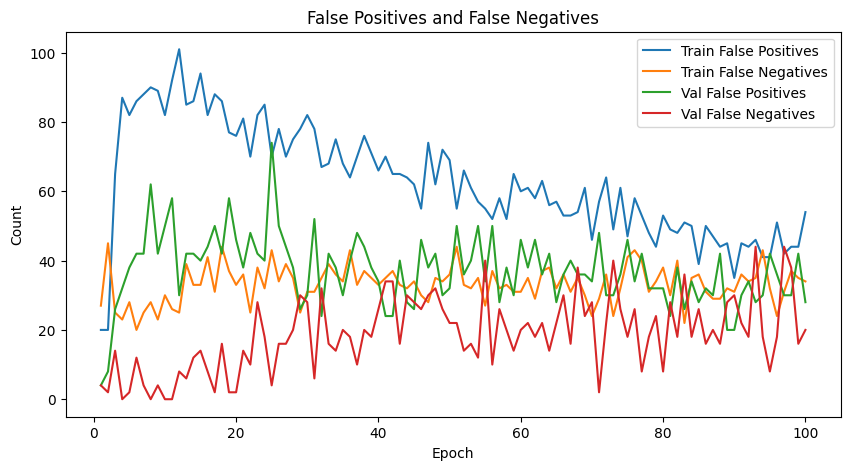 False Positives and False Negatives
Train False Positives
Train False Negatives
Val False Positives
Val False Negatives
100
80
60
40
20
0
Count
0 20 40 60 80 100
Epoch